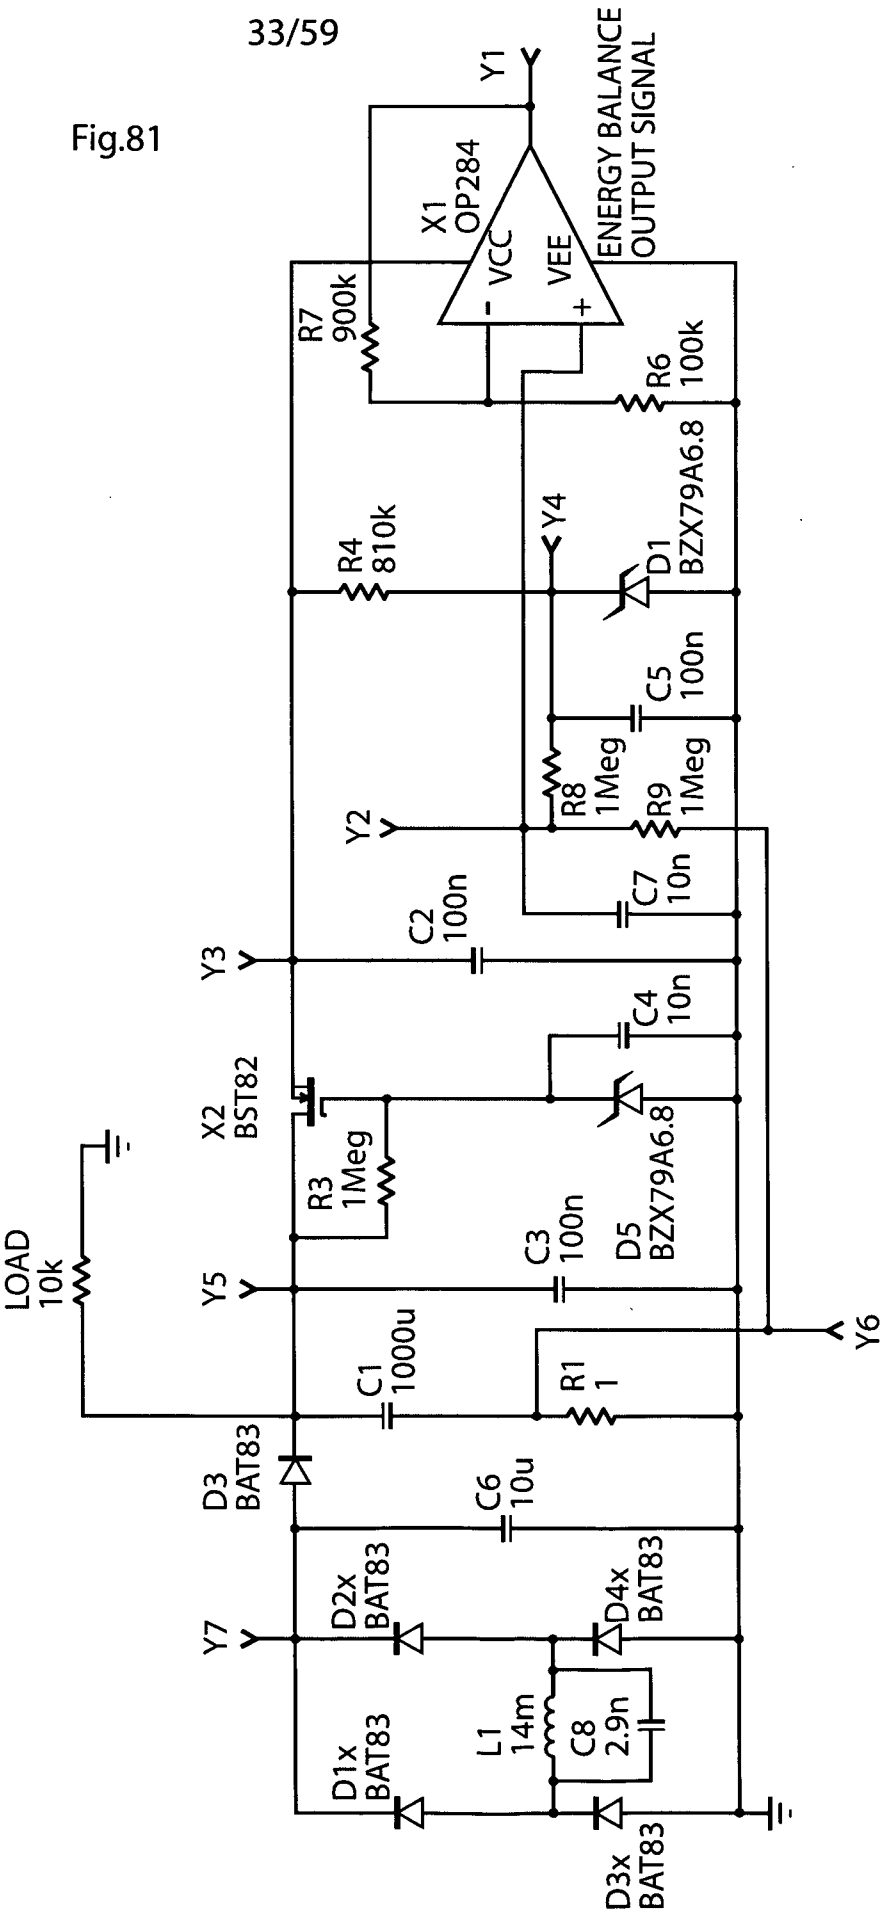 33/59
Fig.81
Y1
ENERGY BALANCE
OUTPUT SIGNAL
X1
OP284
VCC
VEE
-
+
R7
900k
R6
100k
R4
810k
Y4
D1
BZX79A6.8
C5
100n
R8
1Meg
R9
1Meg
Y2
C7
10n
C2
100n
Y3
C4
10n
X2
BST82
R3
1Meg
D5
BZX79A6.8
LOAD
10k
Y5
C3
100n
Y6
C1
1000u
R1
1
D3
BAT83
C6
10u
Y7
D2x
BAT83
D4x
BAT83
L1
14m
C8
2.9n
D1x
BAT83
D3x
BAT83